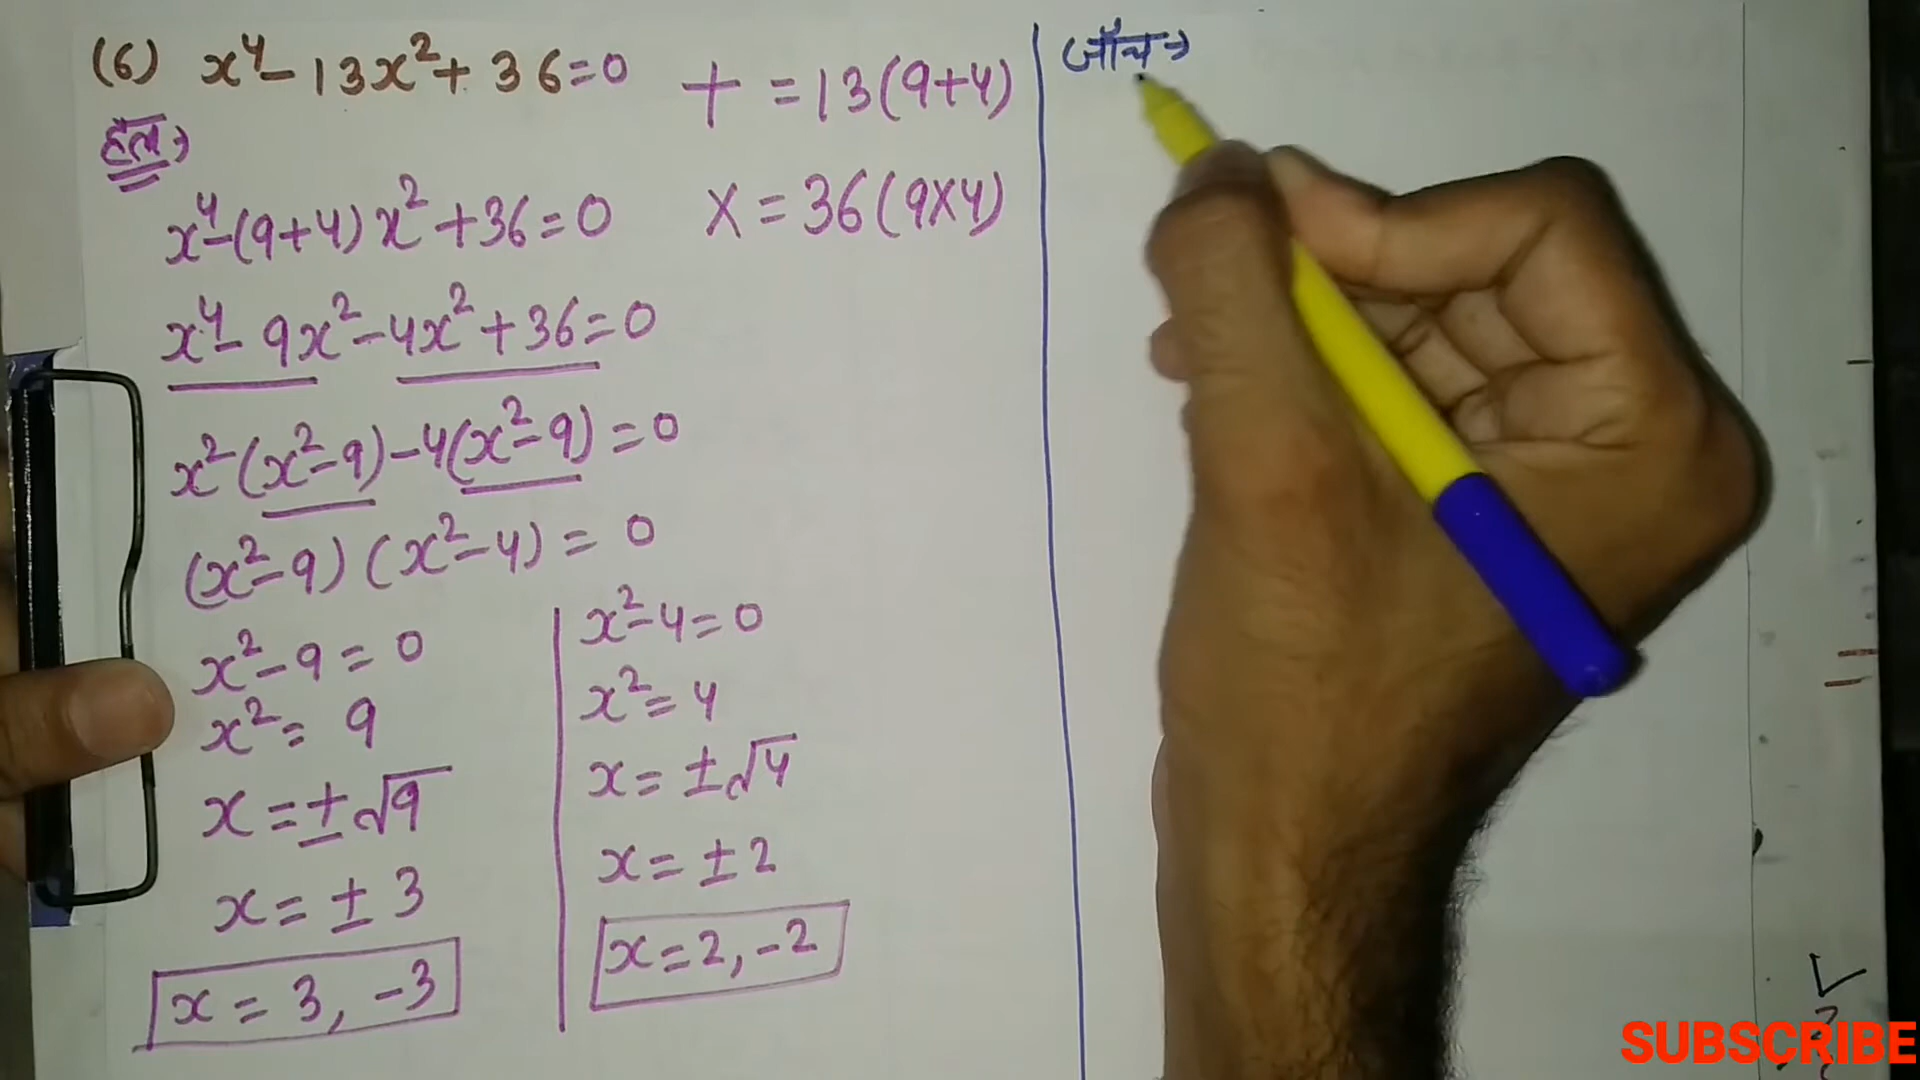 (6) x⁴-13x²+36=0
हल→
+ = 13(9+4)
x⁴-(9+4)x²+36=0
× = 36(9×4)
x⁴-9x²-4x²+36=0
x²(x²-9)-4(x²-9)=0
(x²-9)(x²-4)=0
x²-9=0
x²=9
x=±√9
x=±3
x=3,-3
x²-4=0
x²=4
x=±√4
x=±2
x=2,-2
जाँच→
SUBSCRIBE